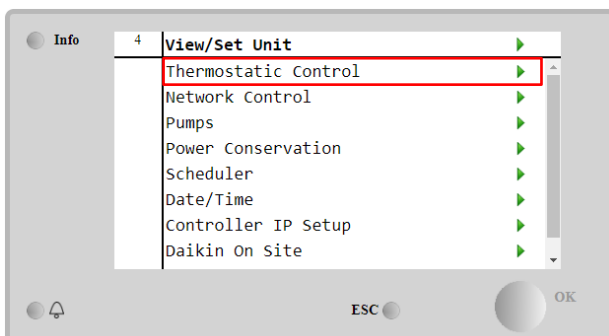 Info
4 View/Set Unit
Thermostatic Control
Network Control
Pumps
Power Conservation
Scheduler
Date/Time
Controller IP Setup
Daikin On Site
ESC
OK